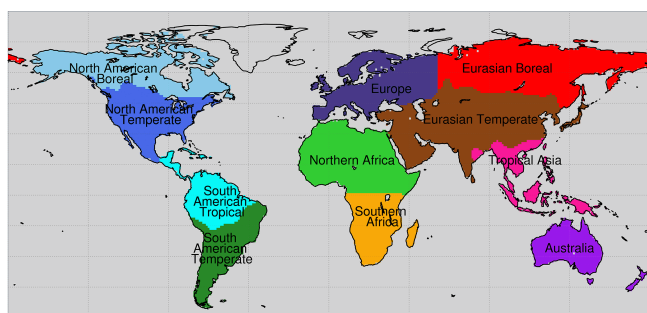 North American
Boreal
North American
Temperate
South
American
Tropical
South
American
Temperate
Europe
Northern Africa
Southern
Africa
Eurasian Boreal
Eurasian Temperate
Tropical Asia
Australia